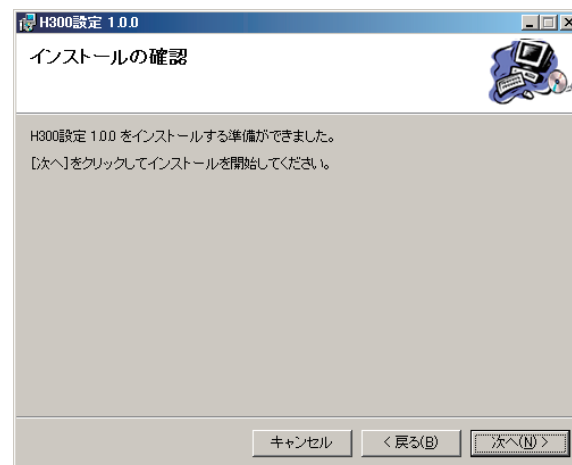 H300設定 1.0.0
インストールの確認
H300設定 1.0.0 をインストールする準備ができました。
[次へ]をクリックしてインストールを開始してください。
キャンセル
< 戻る(B)
次へ(N) >